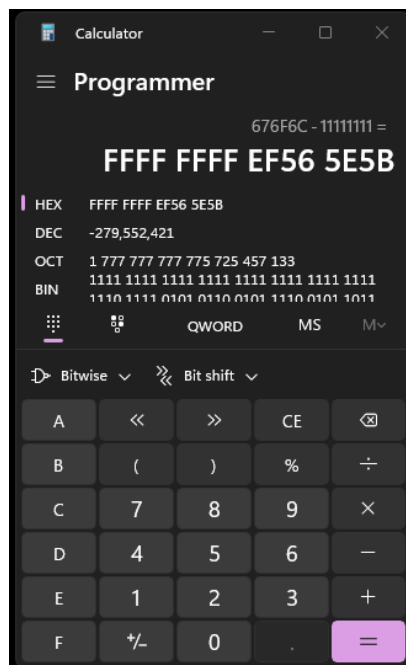 Calculator
Programmer
676F6C - 11111111 =
FFFF FFFF EF56 5E5B
HEX FFFF FFFF EF56 5E5B
DEC -279,552,421
OCT 1 777 777 777 775 725 457 133
BIN 1111 1111 1111 1111 1111 1111 1111 1111
1110 1111 0101 0110 0101 1110 0101 1011
QWORD MS M
Bitwise Bit shift
A « » CE
B ( ) % ÷
C 7 8 9 ×
D 4 5 6 −
E 1 2 3 +
F +/− 0 . =